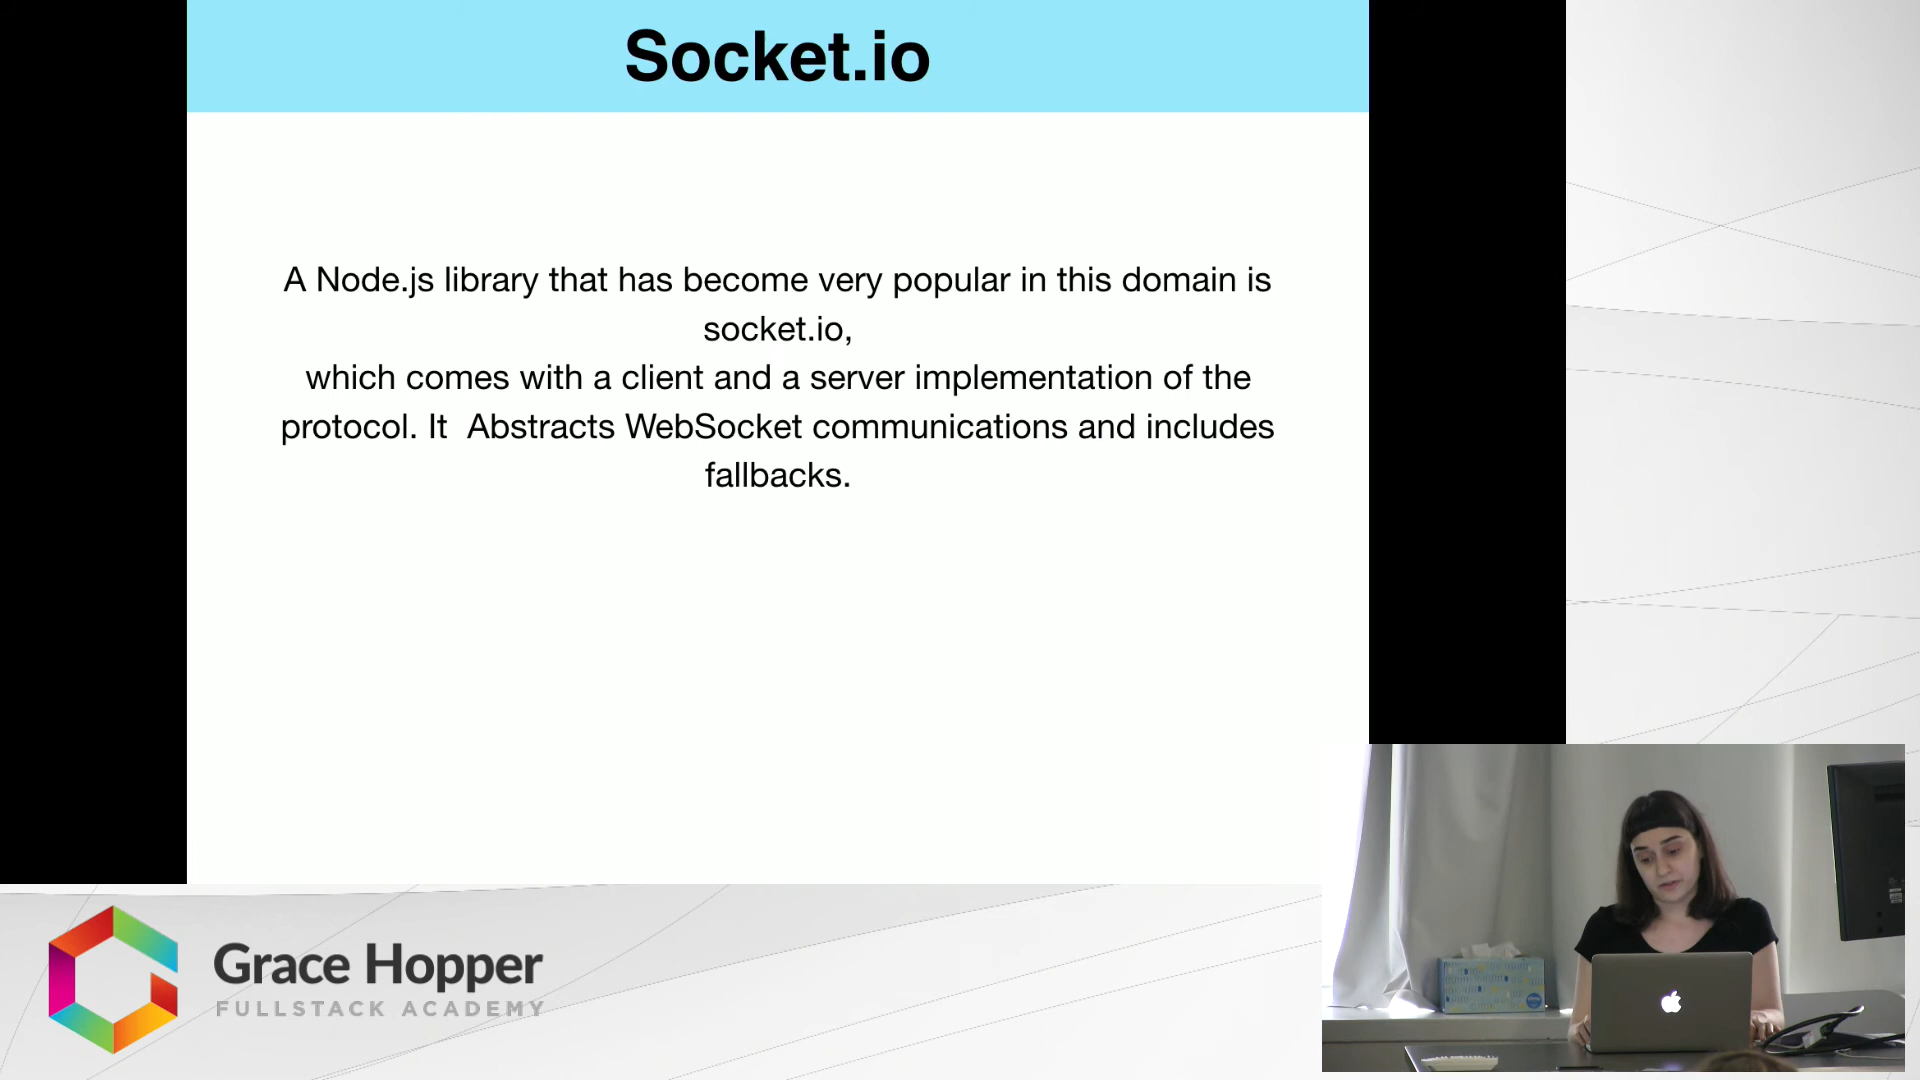 Socket.io
A Node.js library that has become very popular in this domain is
socket.io,
which comes with a client and a server implementation of the
protocol. It  Abstracts WebSocket communications and includes
fallbacks.
Grace Hopper
FULLSTACK ACADEMY